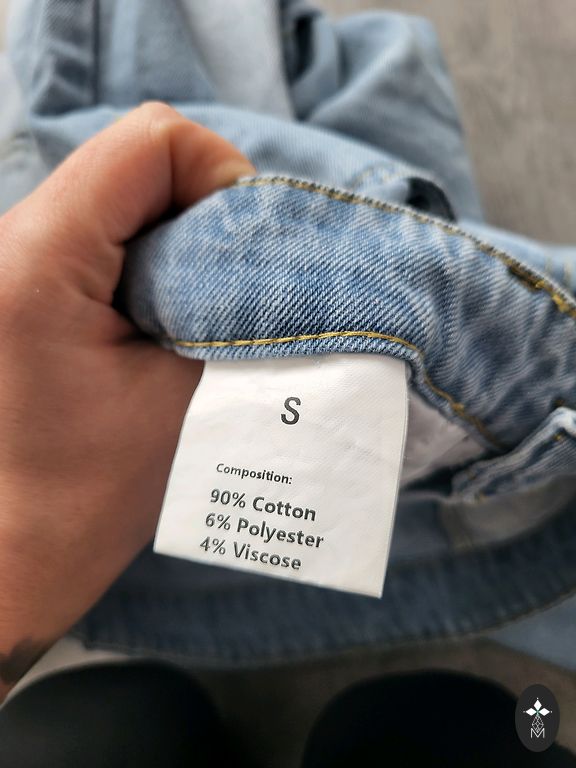 S
Composition:
90% Cotton
6% Polyester
4% Viscose
M